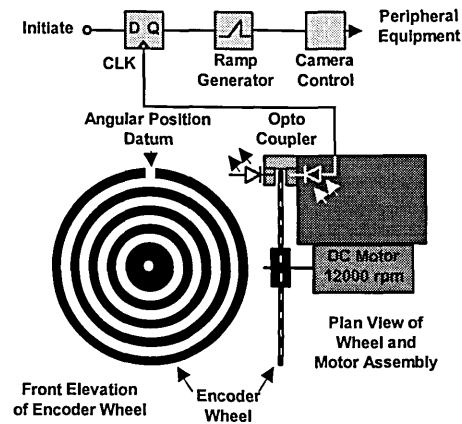 Initiate
D Q
CLK
Ramp
Generator
Camera
Control
Peripheral
Equipment
Angular Position
Datum
Opto
Coupler
DC Motor
12000 rpm
Plan View of
Wheel and
Motor Assembly
Front Elevation
of Encoder Wheel
Encoder
Wheel